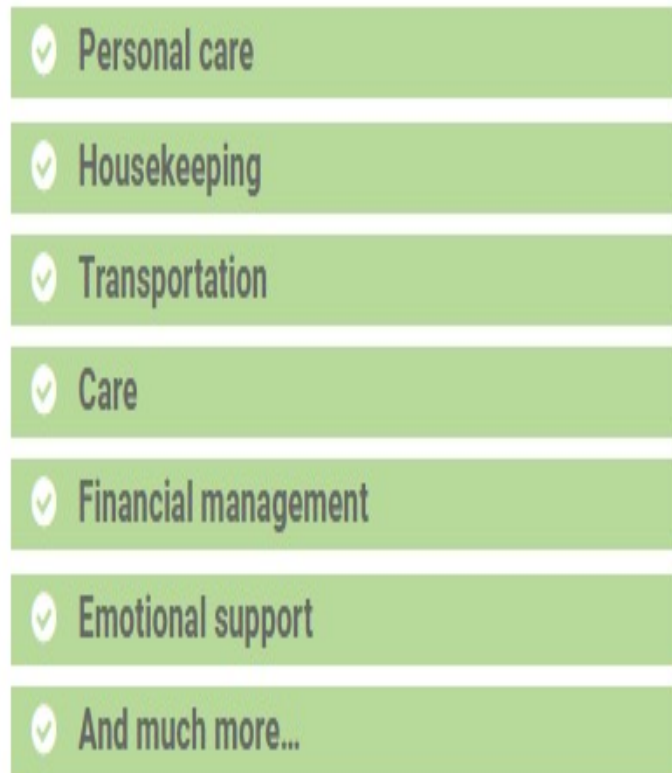 Personal care
Housekeeping
Transportation
Care
Financial management
Emotional support
And much more...